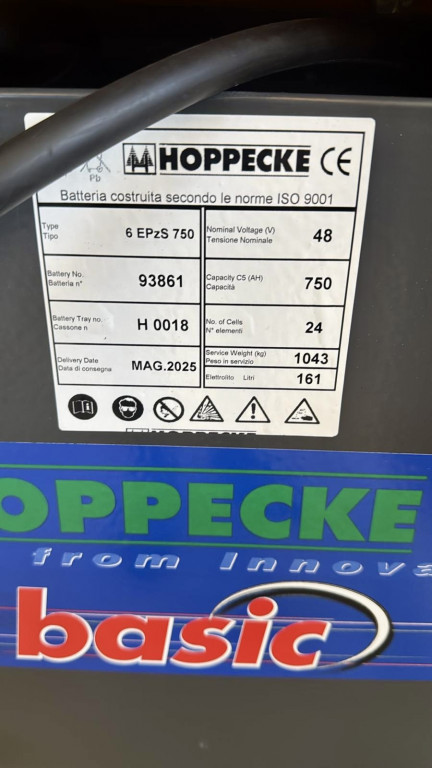 Pb
HOPPECKE CE
Batteria costruita secondo le norme ISO 9001
Type
Tipo
6 EPzS 750
Nominal Voltage (V)
Tensione Nominale
48
Battery No.
Batteria n°
93861
Capacity C5 (AH)
Capacità
750
Battery Tray no.
Cassone n
H 0018
No. of Cells
N° elementi
24
Delivery Date
Data di consegna
MAG.2025
Service Weight (kg)
Peso in servizio
1043
Elettrolito Litri
161
HOPPECKE
OPPECKE
from Innova
basic